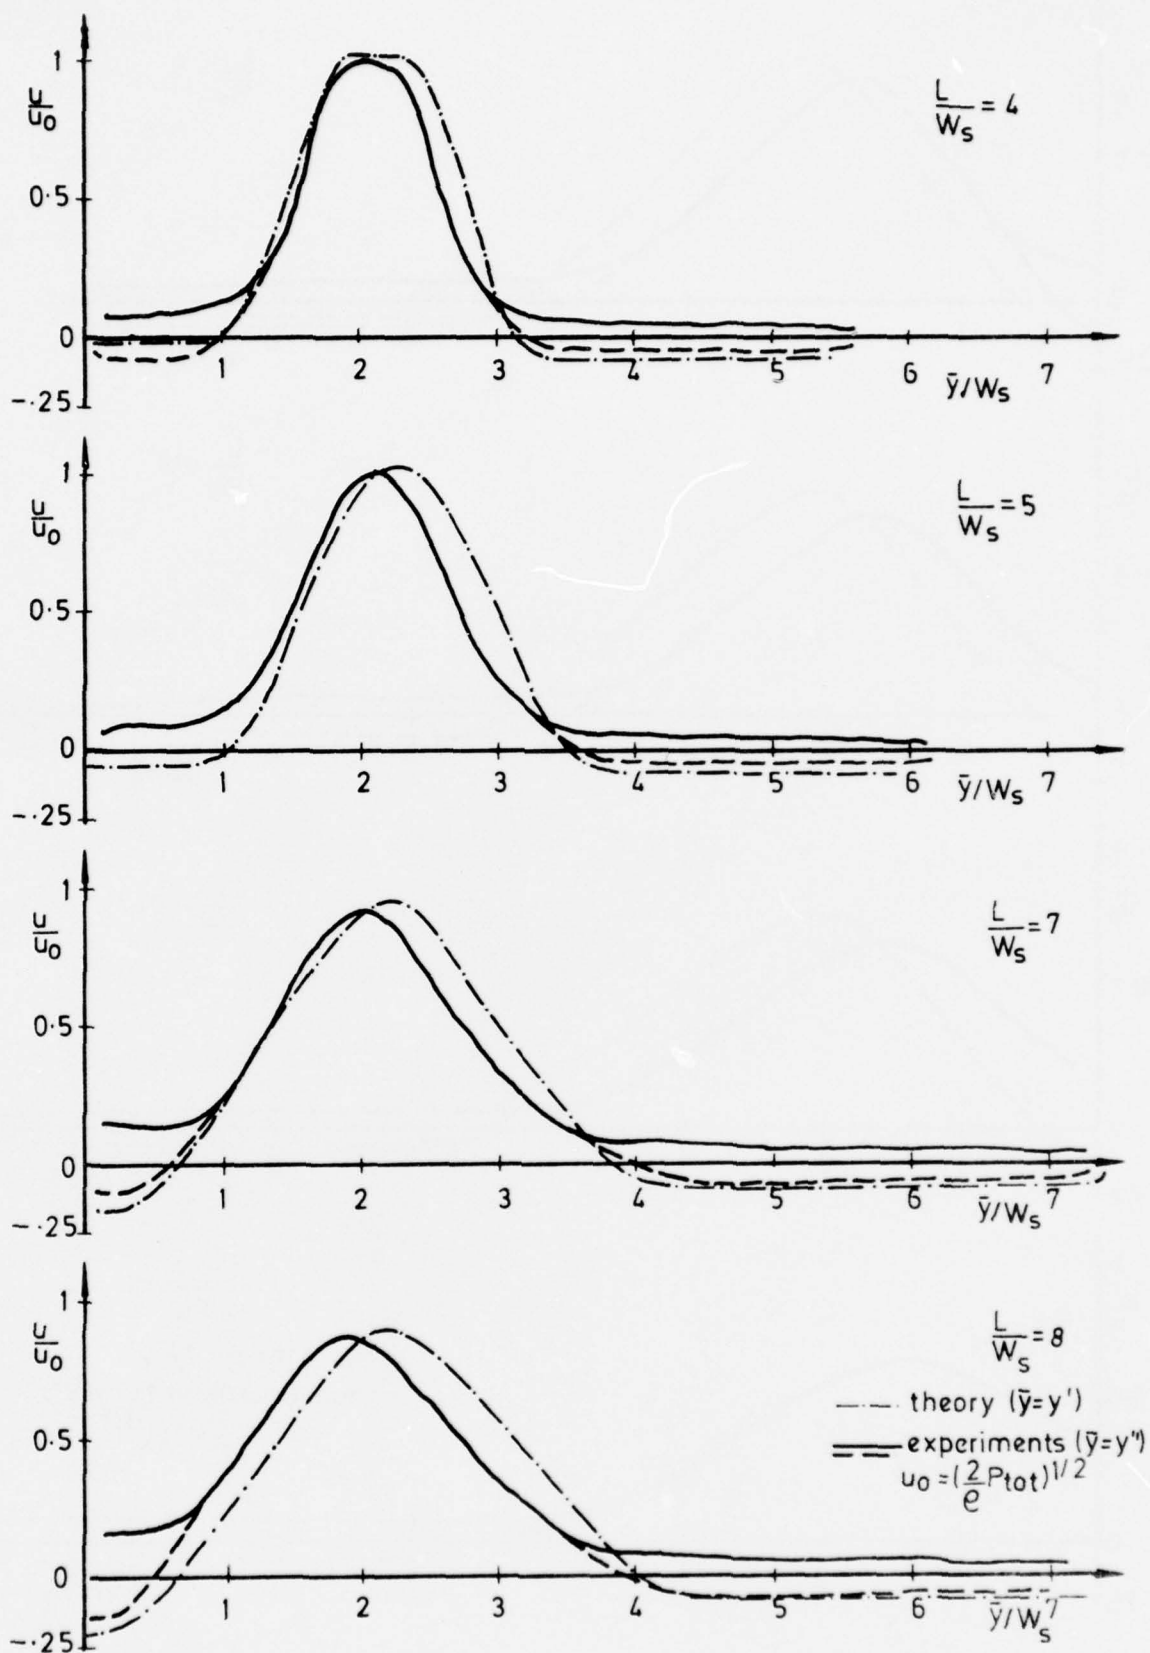 1
u/u₀
L/Wₛ = 4
0·5
0
1 2 3 4 5 6 7
ȳ/Wₛ
-·25
1
u/u₀
L/Wₛ = 5
0·5
0
1 2 3 4 5 6 7
ȳ/Wₛ
-·25
1
u/u₀
L/Wₛ = 7
0·5
0
1 2 3 4 5 6 7
ȳ/Wₛ
-·25
1
u/u₀
L/Wₛ = 8
theory (ȳ=y')
0·5
experiments (ȳ=y")
u₀ = (2/ρ Ptot)^1/2
0
1 2 3 4 5 6 7
ȳ/Wₛ
-·25